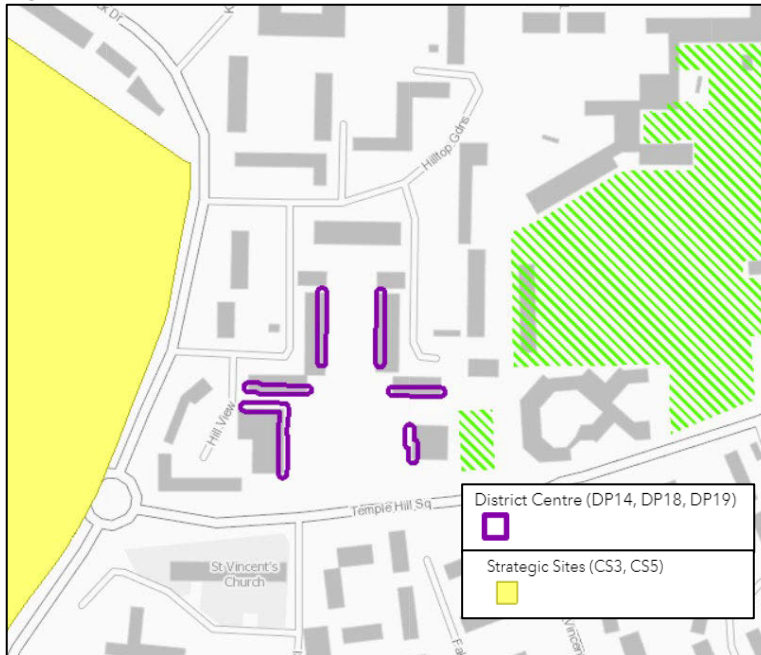 Hilltop Gdns
Hill View
Temple Hill Sq
St Vincent's
Church
District Centre (DP14, DP18, DP19)
Strategic Sites (CS3, CS5)